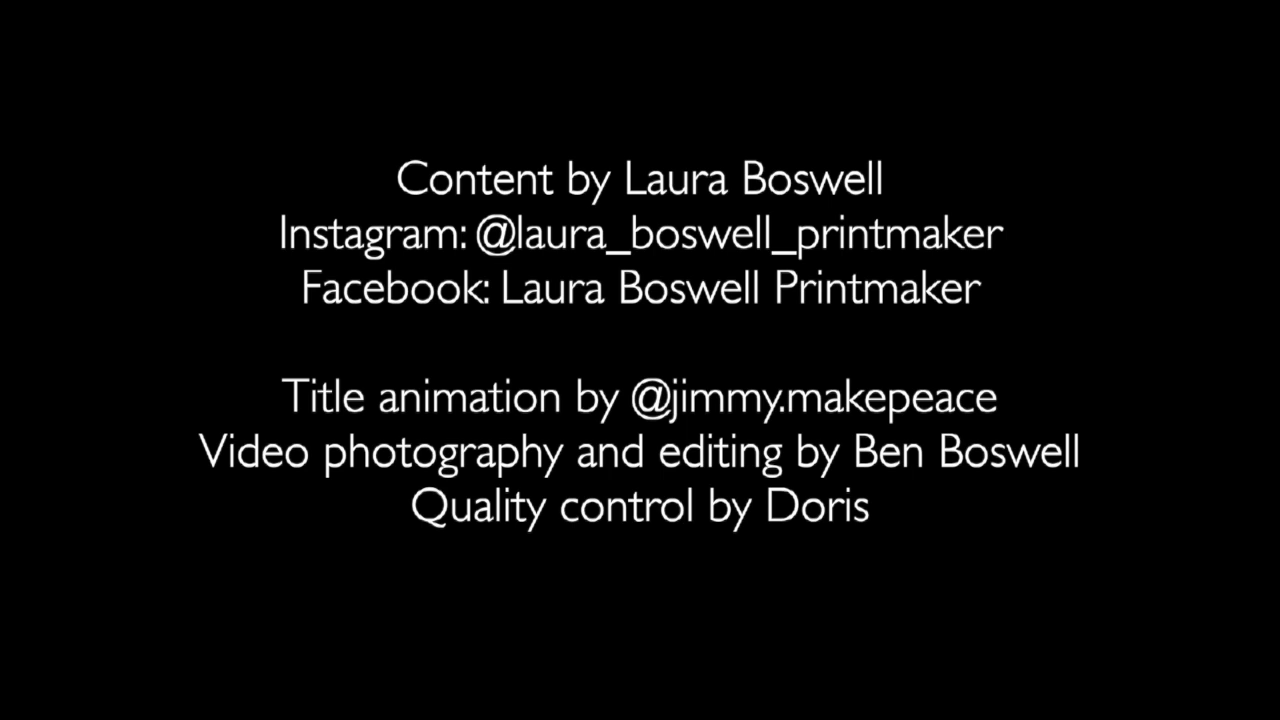 Content by Laura Boswell
Instagram: @laura_boswell_printmaker
Facebook: Laura Boswell Printmaker
Title animation by @jimmy.makepeace
Video photography and editing by Ben Boswell
Quality control by Doris